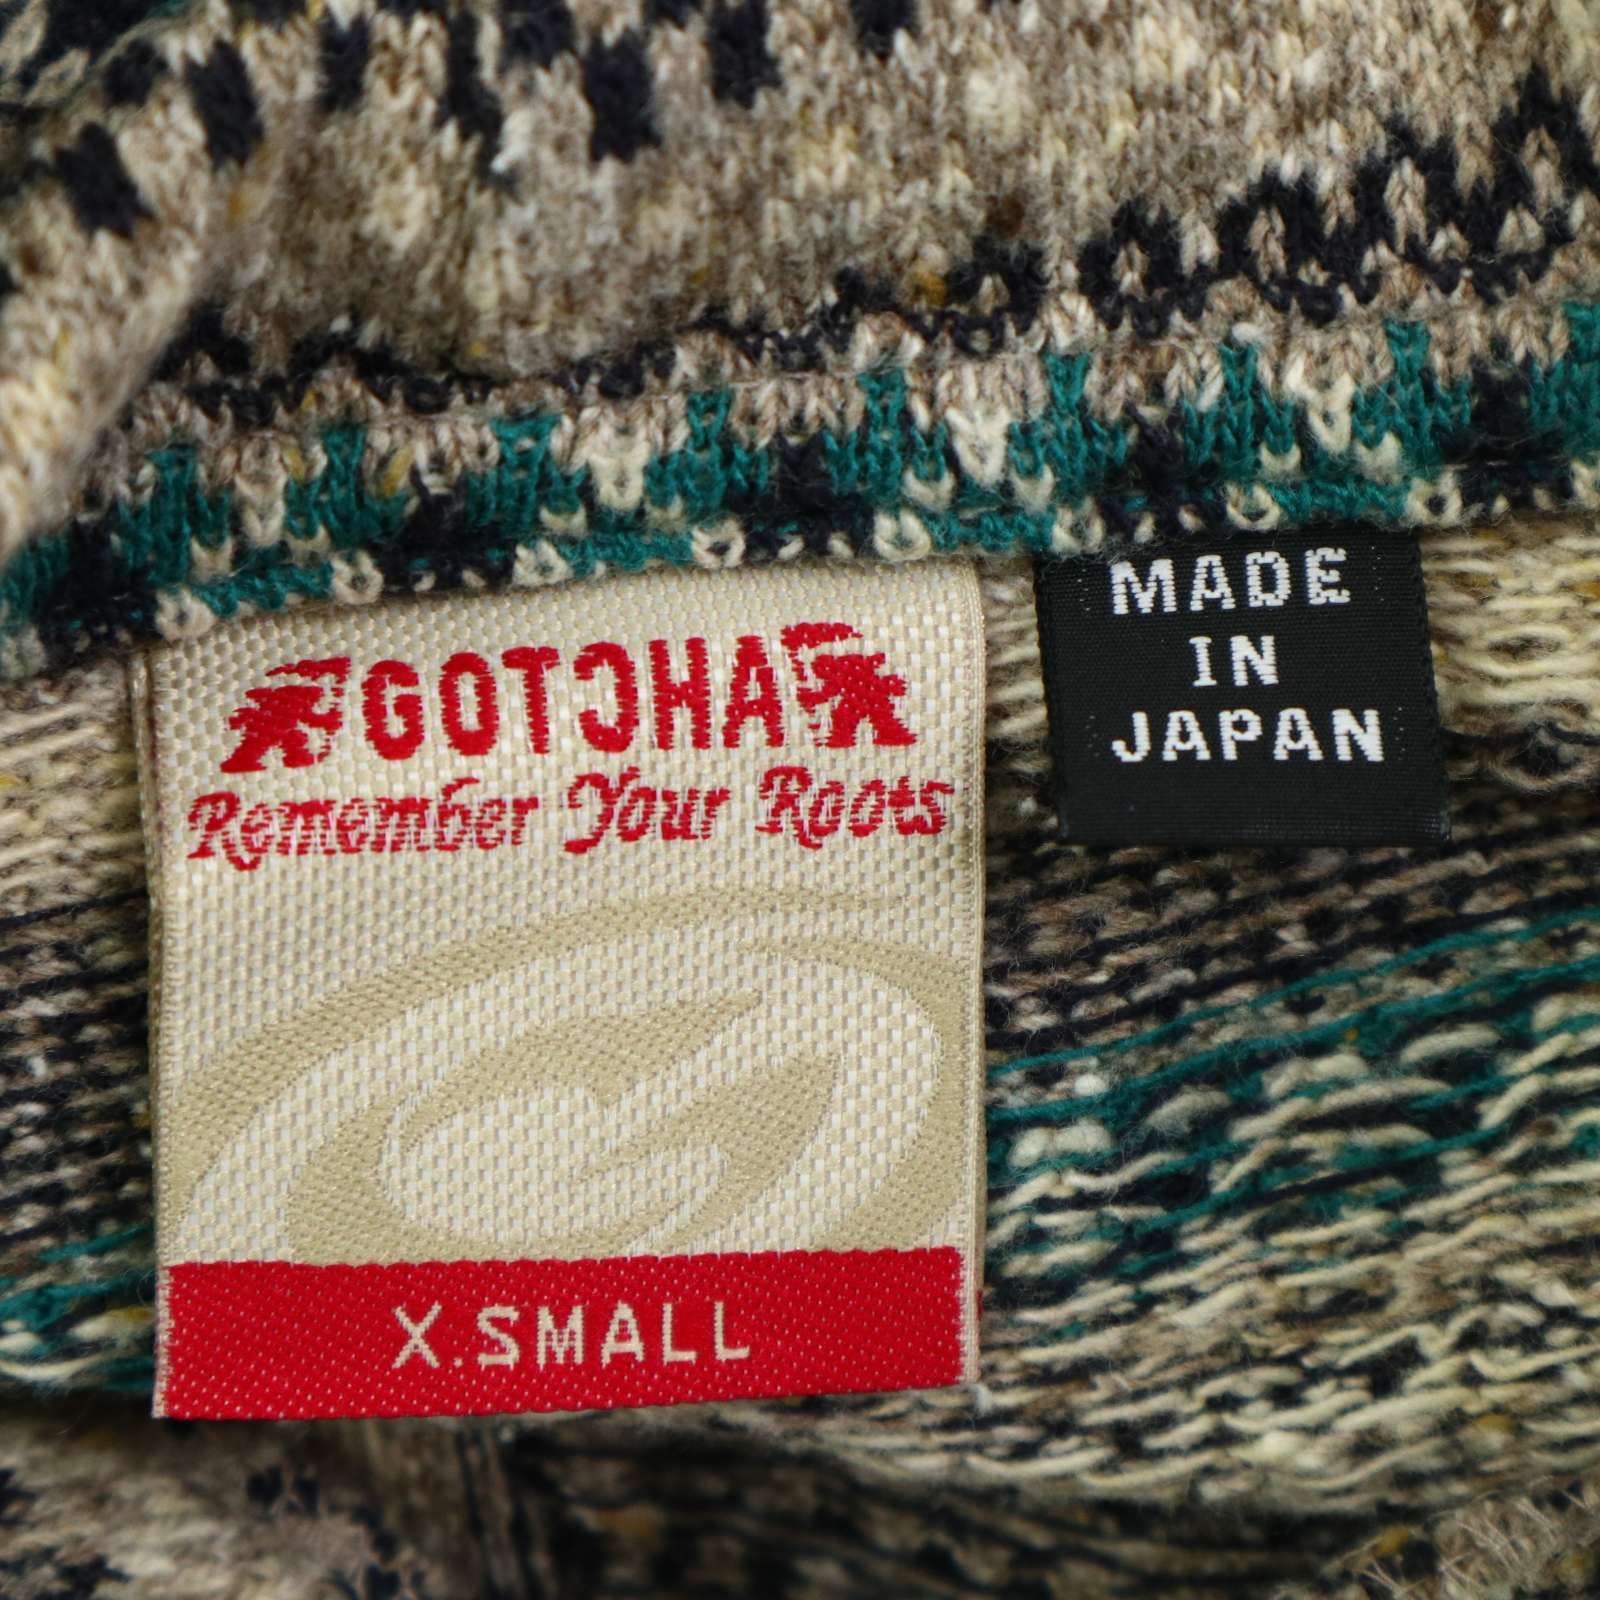 GOTCHA
Remember Your Roots
X.SMALL
MADE
IN
JAPAN